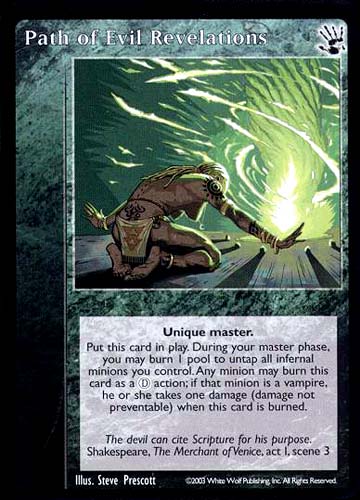 Path of Evil Revelations
Unique master.
Put this card in play. During your master phase,
you may burn 1 pool to untap all infernal
minions you control. Any minion may burn this
card as a Ⓓ action; if that minion is a vampire,
he or she takes one damage (damage not
preventable) when this card is burned.
The devil can cite Scripture for his purpose.
Shakespeare, The Merchant of Venice, act 1, scene 3
Illus. Steve Prescott
©2003 White Wolf Publishing, Inc. All Rights Reserved.